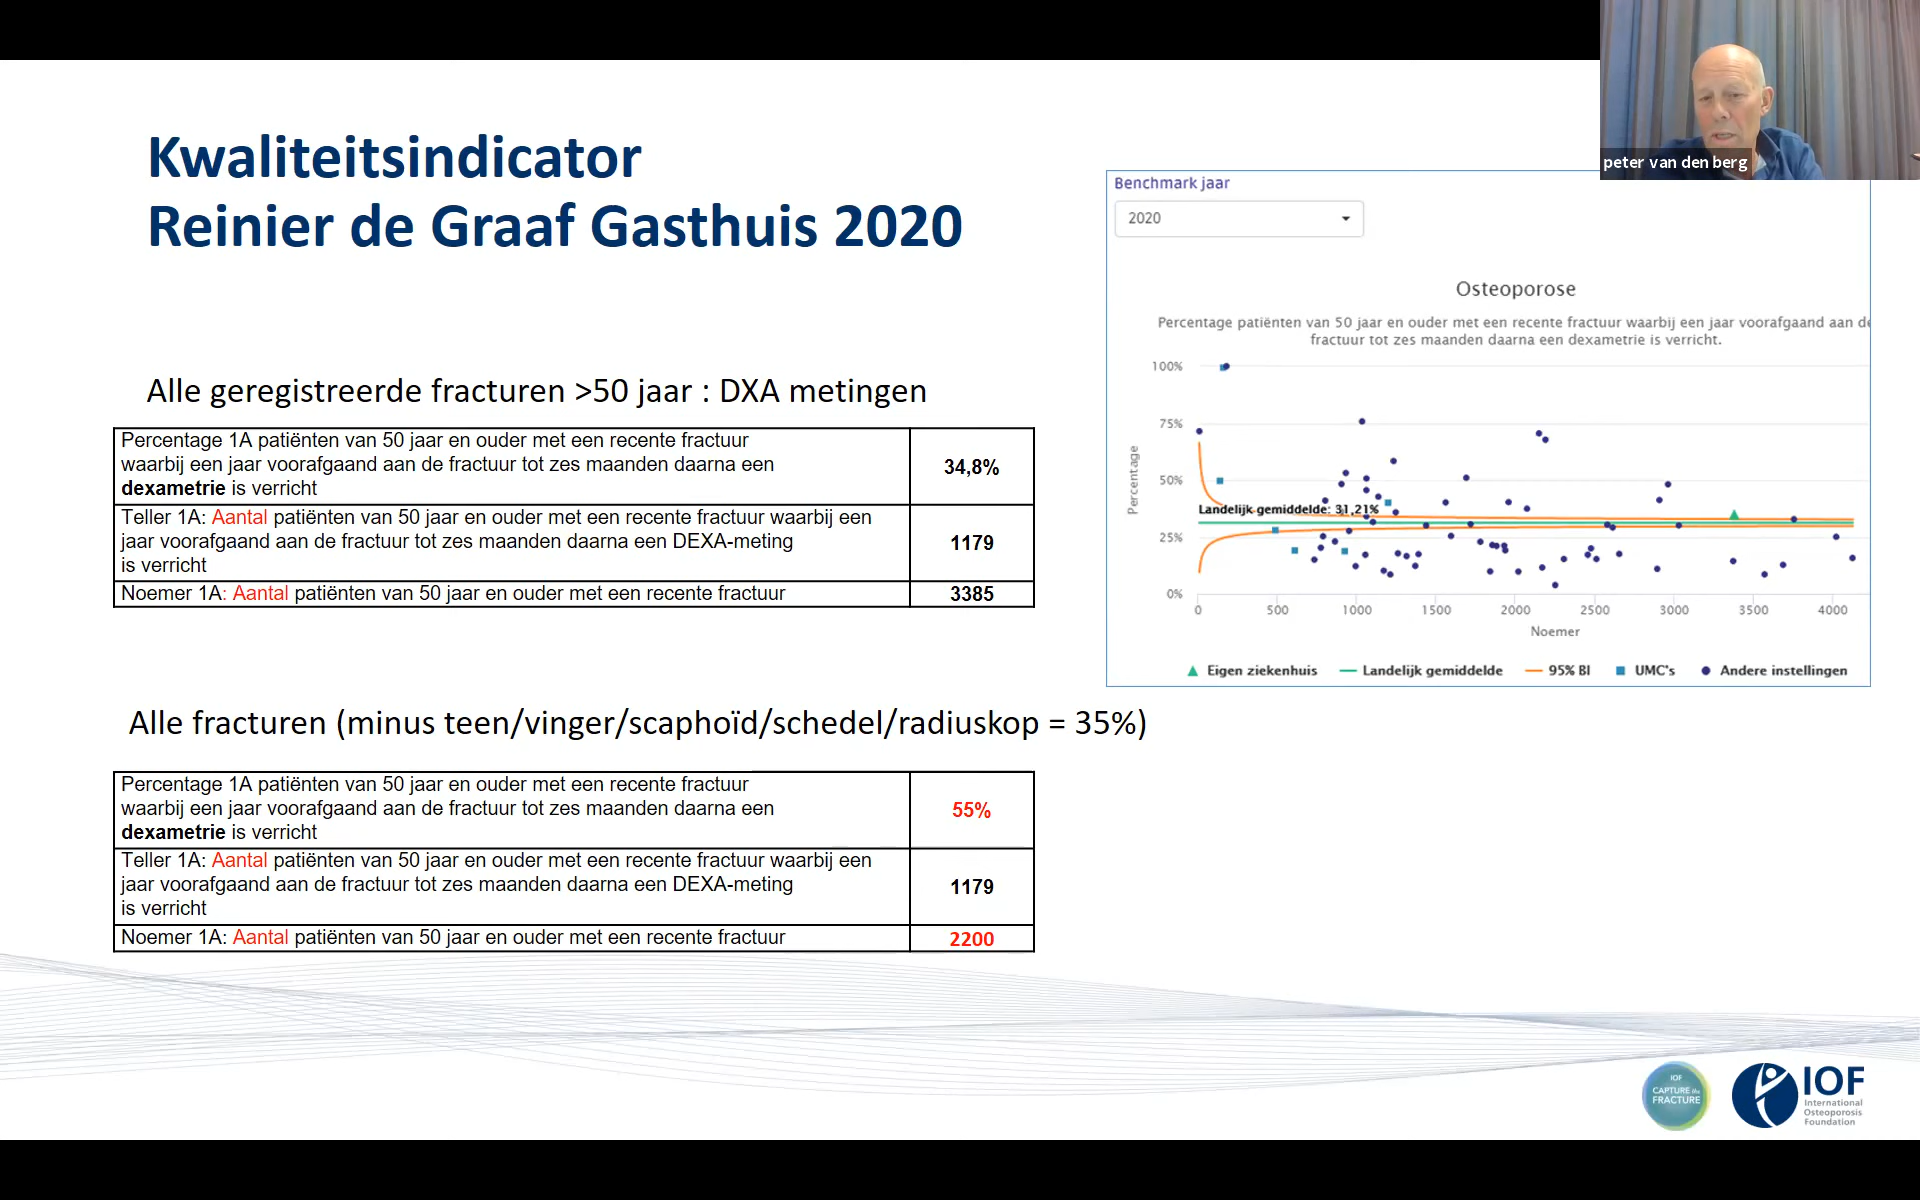 peter van den berg
Kwaliteitsindicator
Reinier de Graaf Gasthuis 2020
Alle geregistreerde fracturen >50 jaar : DXA metingen
Percentage 1A patiënten van 50 jaar en ouder met een recente fractuur
waarbij een jaar voorafgaand aan de fractuur tot zes maanden daarna een
dexametrie is verricht
34,8%
Teller 1A: Aantal patiënten van 50 jaar en ouder met een recente fractuur waarbij een
jaar voorafgaand aan de fractuur tot zes maanden daarna een DEXA-meting
is verricht
1179
Noemer 1A: Aantal patiënten van 50 jaar en ouder met een recente fractuur
3385
Alle fracturen (minus teen/vinger/scaphoïd/schedel/radiuskop = 35%)
Percentage 1A patiënten van 50 jaar en ouder met een recente fractuur
waarbij een jaar voorafgaand aan de fractuur tot zes maanden daarna een
dexametrie is verricht
55%
Teller 1A: Aantal patiënten van 50 jaar en ouder met een recente fractuur waarbij een
jaar voorafgaand aan de fractuur tot zes maanden daarna een DEXA-meting
is verricht
1179
Noemer 1A: Aantal patiënten van 50 jaar en ouder met een recente fractuur
2200
Benchmark jaar
2020
Osteoporose
Percentage patiënten van 50 jaar en ouder met een recente fractuur waarbij een jaar voorafgaand aan de
fractuur tot zes maanden daarna een dexametrie is verricht.
100%
75%
50%
25%
0%
Percentage
Landelijk gemiddelde: 31,21%
0 500 1000 1500 2000 2500 3000 3500 4000
Noemer
Eigen ziekenhuis Landelijk gemiddelde 95% BI UMC's Andere instellingen
IOF
CAPTURE the
FRACTURE
IOF
International
Osteoporosis
Foundation